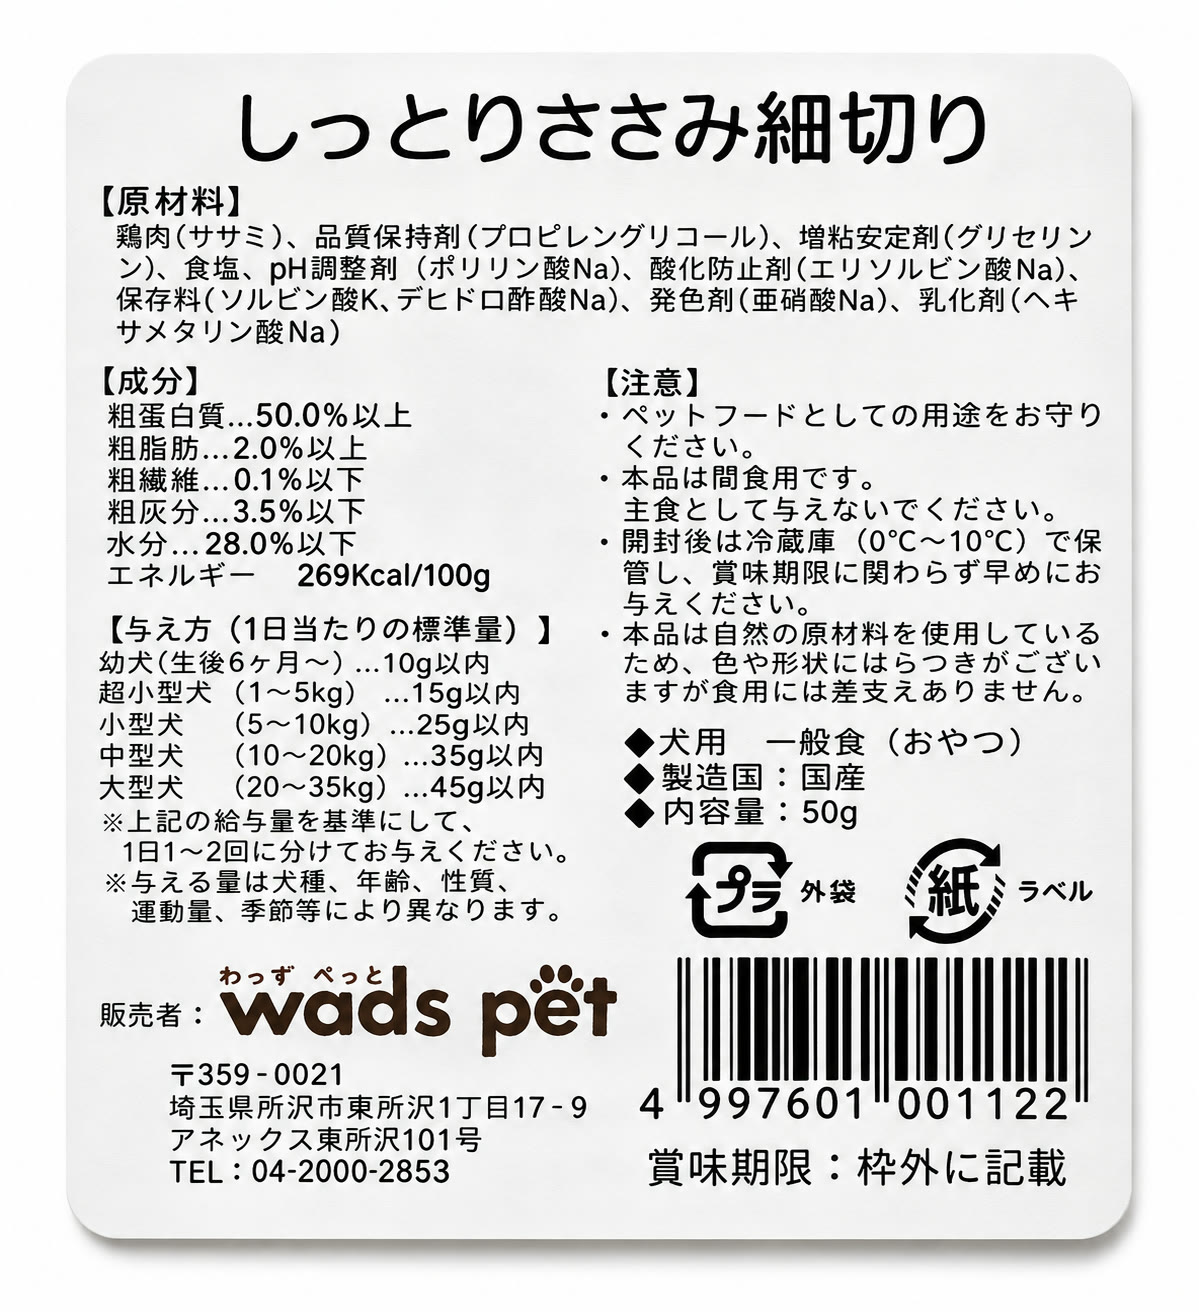 しっとりささみ細切り
【原材料】
鶏肉(ササミ)、品質保持剤(プロピレングリコール)、増粘安定剤(グリセリン
ン)、食塩、pH調整剤（ポリリン酸Na)、酸化防止剤(エリソルビン酸Na)、
保存料(ソルビン酸K、デヒドロ酢酸Na)、発色剤(亜硝酸Na)、乳化剤(ヘキ
サメタリン酸Na)
【成分】
粗蛋白質…50.0%以上
粗脂肪…2.0%以上
粗繊維…0.1%以下
粗灰分…3.5%以下
水分…28.0%以下
エネルギー　269Kcal/100g
【与え方（1日当たりの標準量）】
幼犬(生後6ヶ月〜)…10g以内
超小型犬（1〜5kg）…15g以内
小型犬　（5〜10kg）…25g以内
中型犬　（10〜20kg）…35g以内
大型犬　（20〜35kg）…45g以内
※上記の給与量を基準にして、
1日1〜2回に分けてお与えください。
※与える量は犬種、年齢、性質、
運動量、季節等により異なります。
【注意】
・ペットフードとしての用途をお守り
ください。
・本品は間食用です。
主食として与えないでください。
・開封後は冷蔵庫（0℃〜10℃）で保
管し、賞味期限に関わらず早めにお
与えください。
・本品は自然の原材料を使用している
ため、色や形状にはらつきがござい
ますが食用には差支えありません。
◆犬用　一般食（おやつ）
◆製造国：国産
◆内容量：50g
プラ 外袋 紙 ラベル
わっず ぺっと
販売者： wads pet
〒359-0021
埼玉県所沢市東所沢1丁目17-9
アネックス東所沢101号
TEL：04-2000-2853
4 997601 001122
賞味期限：枠外に記載